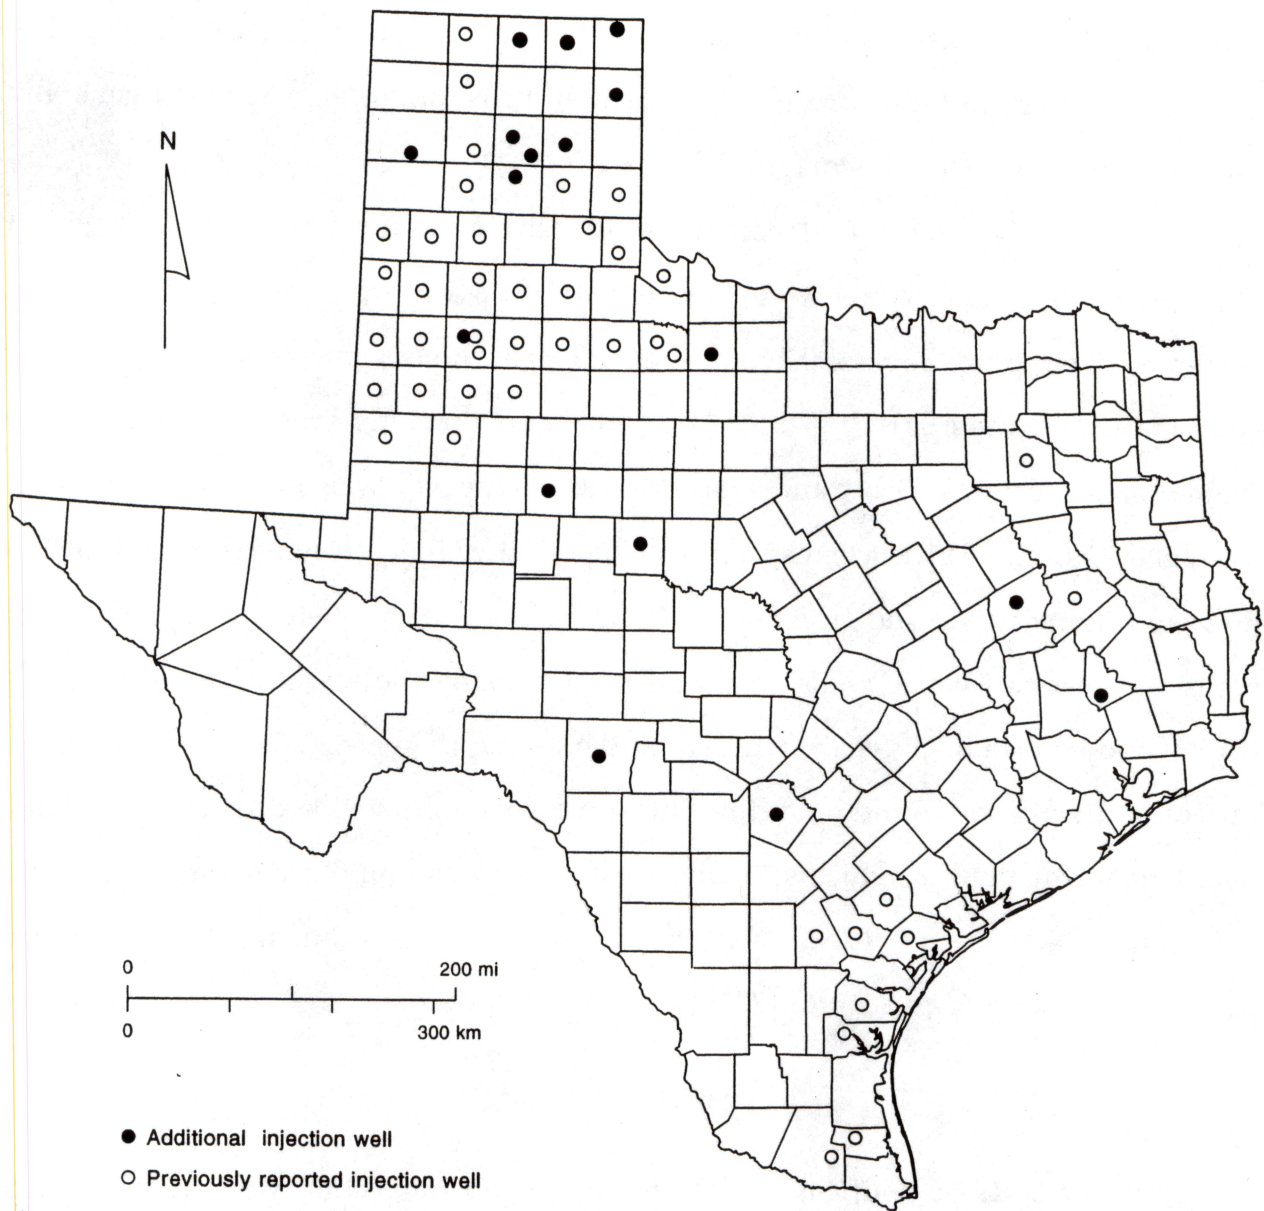 N
0 200 mi
0 300 km
Additional injection well
Previously reported injection well